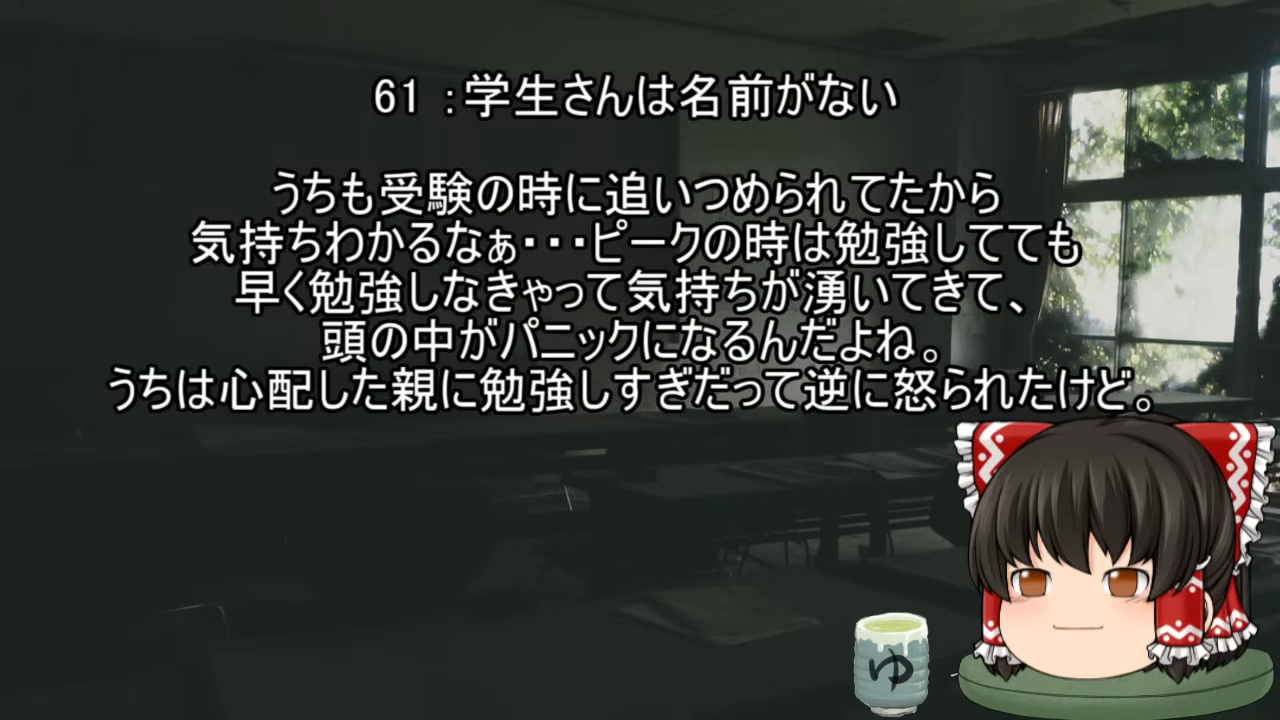 61 :学生さんは名前がない
うちも受験の時に追いつめられてたから
気持ちわかるなぁ・・・ピークの時は勉強してても
早く勉強しなきゃって気持ちが湧いてきて、
頭の中がパニックになるんだよね。
うちは心配した親に勉強しすぎだって逆に怒られたけど。
ゆ